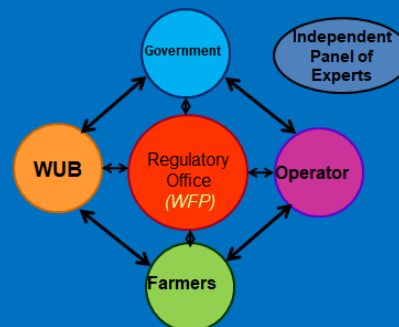 Government
Independent
Panel of
Experts
WUB
Regulatory
Office
(WFP)
Operator
Farmers